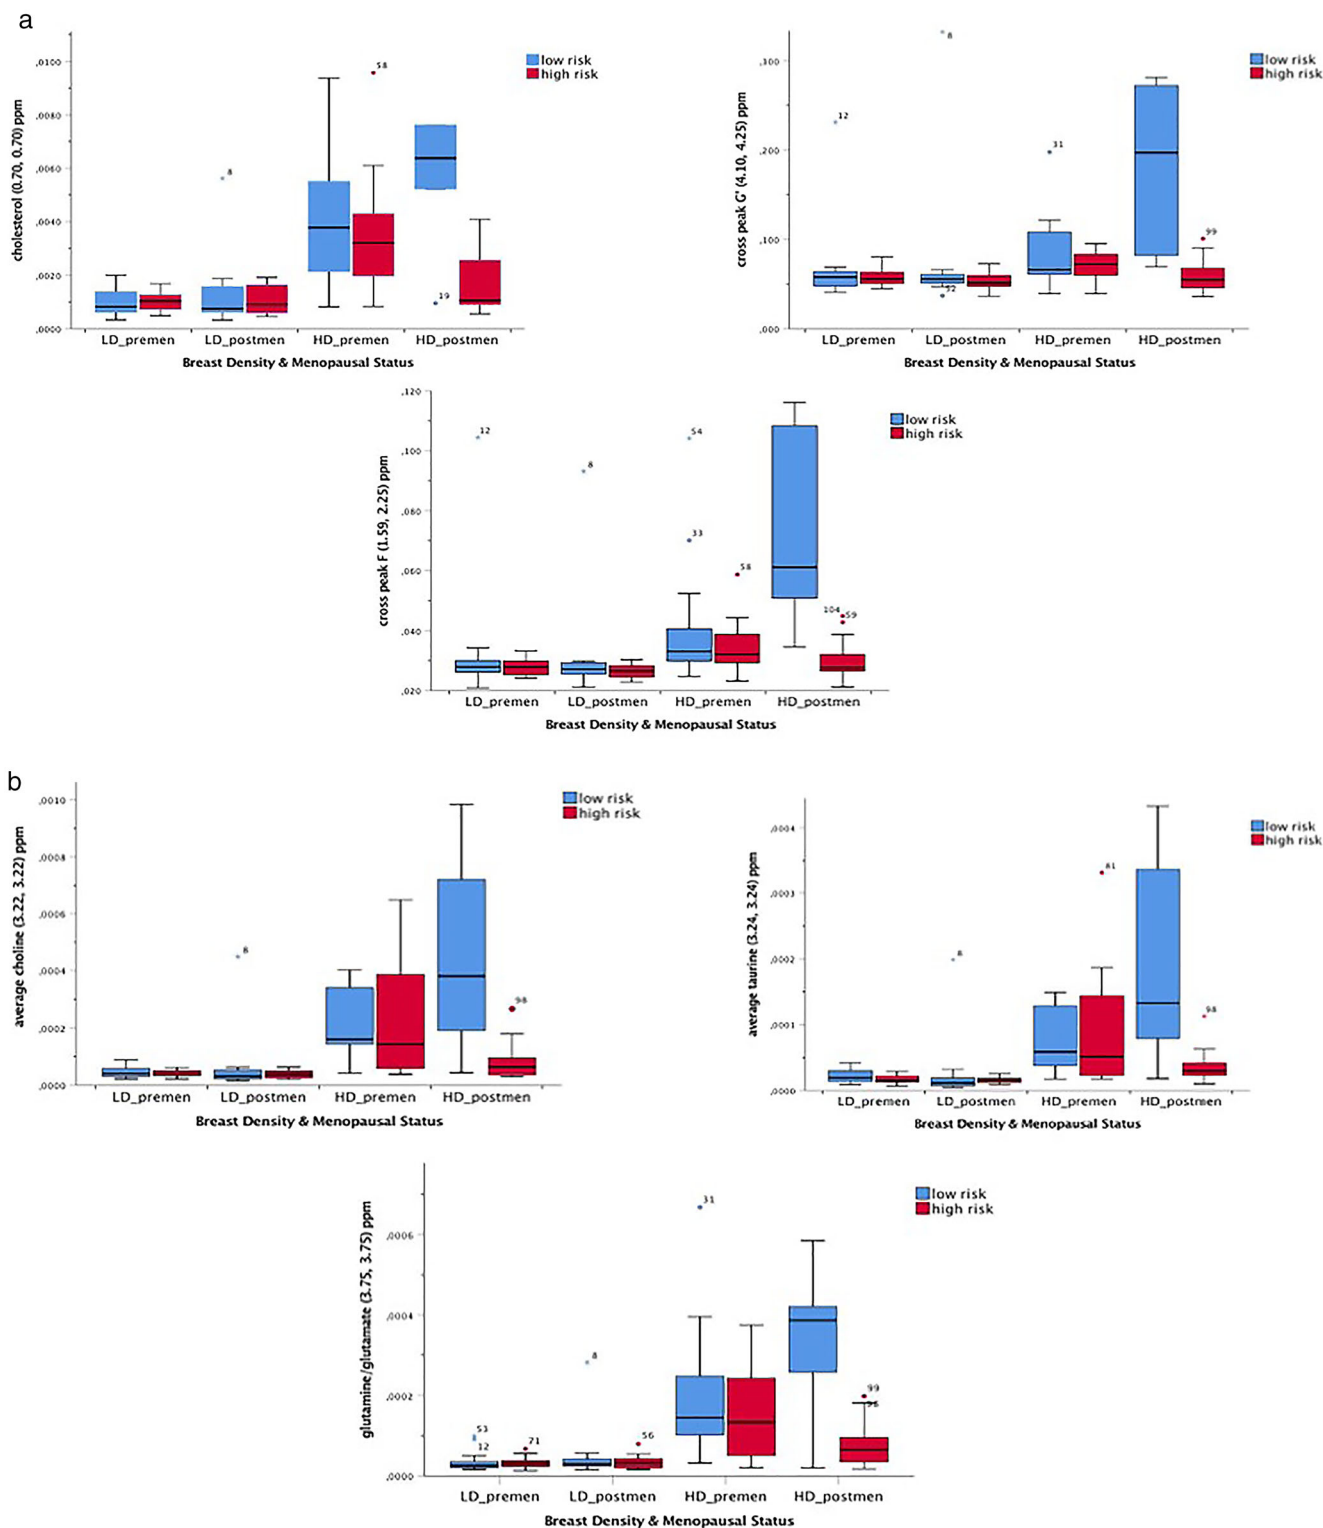 a
cholesterol (0.70, 0.70) ppm
,0100
,0080
,0060
,0040
,0020
,0000
58
8
19
low risk
high risk
LD_premen LD_postmen HD_premen HD_postmen
Breast Density & Menopausal Status
cross peak G' (4.10, 4.25) ppm
,300
,200
,100
,000
12
8
52
31
99
low risk
high risk
LD_premen LD_postmen HD_premen HD_postmen
Breast Density & Menopausal Status
cross peak F (1.59, 2.25) ppm
,120
,100
,080
,060
,040
,020
12
8
54
33
58
104 59
low risk
high risk
LD_premen LD_postmen HD_premen HD_postmen
Breast Density & Menopausal Status
b
average choline (3.22, 3.22) ppm
,0010
,0008
,0006
,0004
,0002
,0000
8
98
low risk
high risk
LD_premen LD_postmen HD_premen HD_postmen
Breast Density & Menopausal Status
average taurine (3.24, 3.24) ppm
,0004
,0003
,0002
,0001
,0000
8
81
98
low risk
high risk
LD_premen LD_postmen HD_premen HD_postmen
Breast Density & Menopausal Status
glutamine/glutamate (3.75, 3.75) ppm
,0006
,0004
,0002
,0000
53
12
71
8
56
31
99
low risk
high risk
LD_premen LD_postmen HD_premen HD_postmen
Breast Density & Menopausal Status